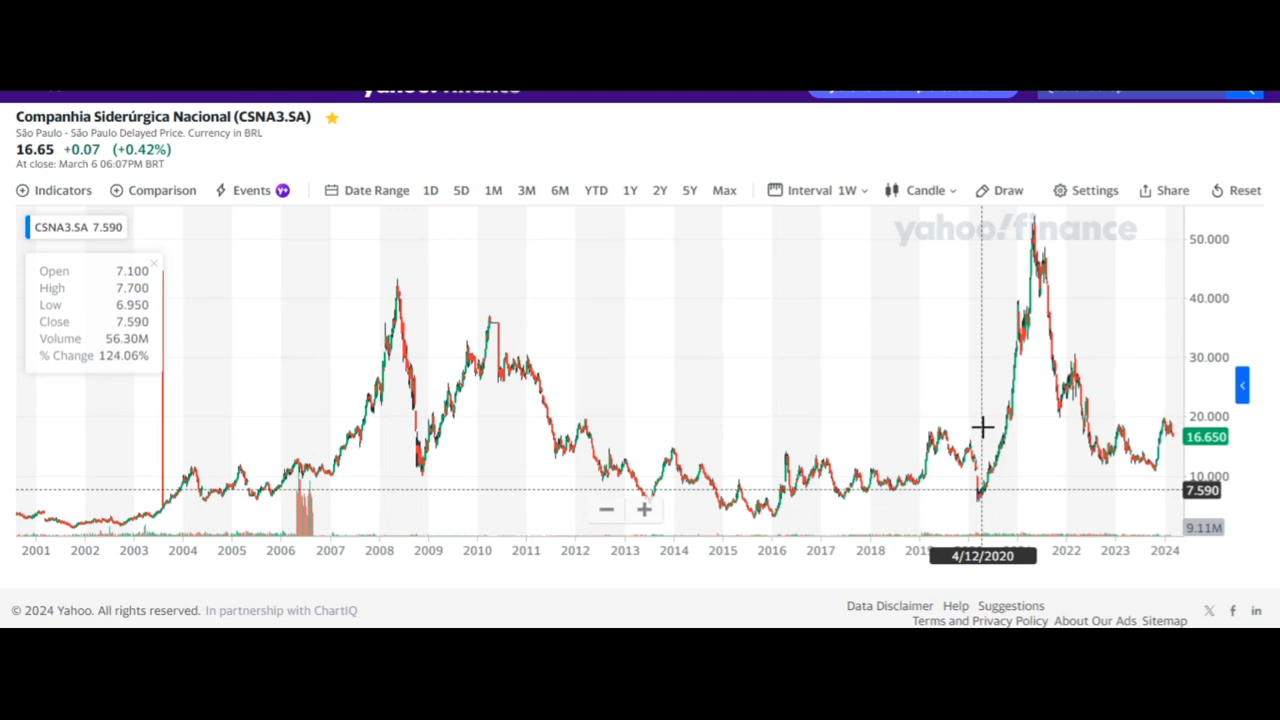 Companhia Siderúrgica Nacional (CSNA3.SA)
São Paulo - São Paulo Delayed Price. Currency in BRL
16.65 +0.07 (+0.42%)
At close: March 6 06:07PM BRT
Indicators Comparison Events Y+ Date Range 1D 5D 1M 3M 6M YTD 1Y 2Y 5Y Max Interval 1W Candle Draw Settings Share Reset
yahoo!finance
CSNA3.SA 7.590
Open 7.100
High 7.700
Low 6.950
Close 7.590
Volume 56.30M
% Change 124.06%
50.000
40.000
30.000
20.000
16.650
10.000
7.590
9.11M
2001 2002 2003 2004 2005 2006 2007 2008 2009 2010 2011 2012 2013 2014 2015 2016 2017 2018 2019 2022 2023 2024
4/12/2020
© 2024 Yahoo. All rights reserved. In partnership with ChartIQ
Data Disclaimer Help Suggestions
Terms and Privacy Policy About Our Ads Sitemap